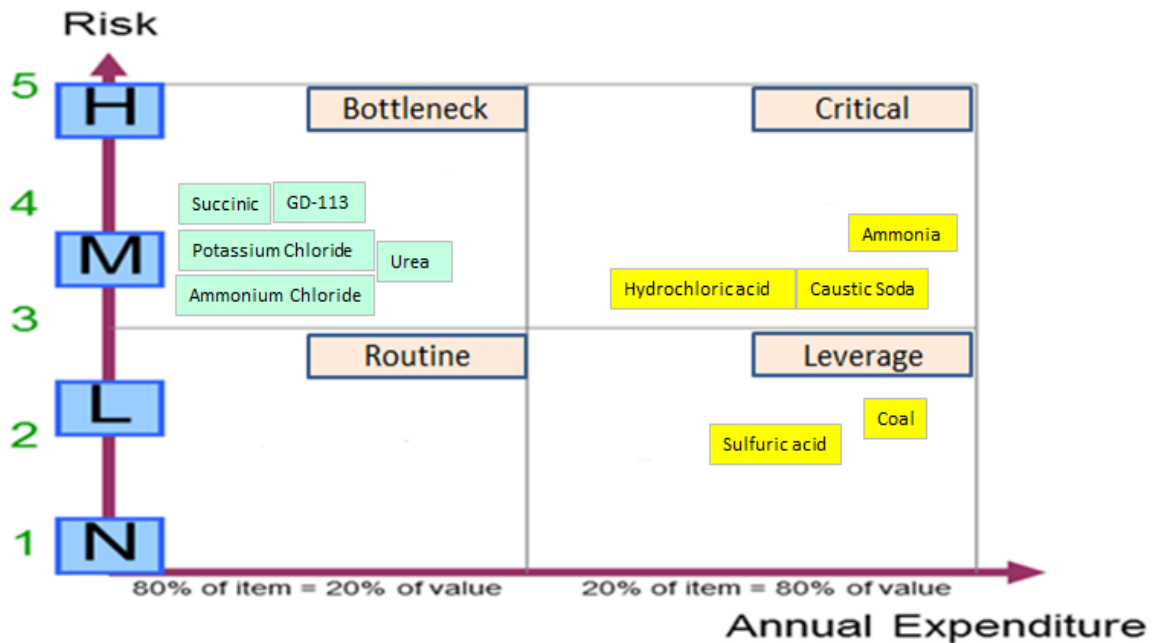 Risk
5
H
Bottleneck
Critical
4
Succinic
GD-113
Ammonia
M
Potassium Chloride
Urea
Hydrochloric acid
Caustic Soda
Ammonium Chloride
3
Routine
Leverage
L
Coal
2
Sulfuric acid
1
N
80% of item = 20% of value
20% of item = 80% of value
Annual Expenditure